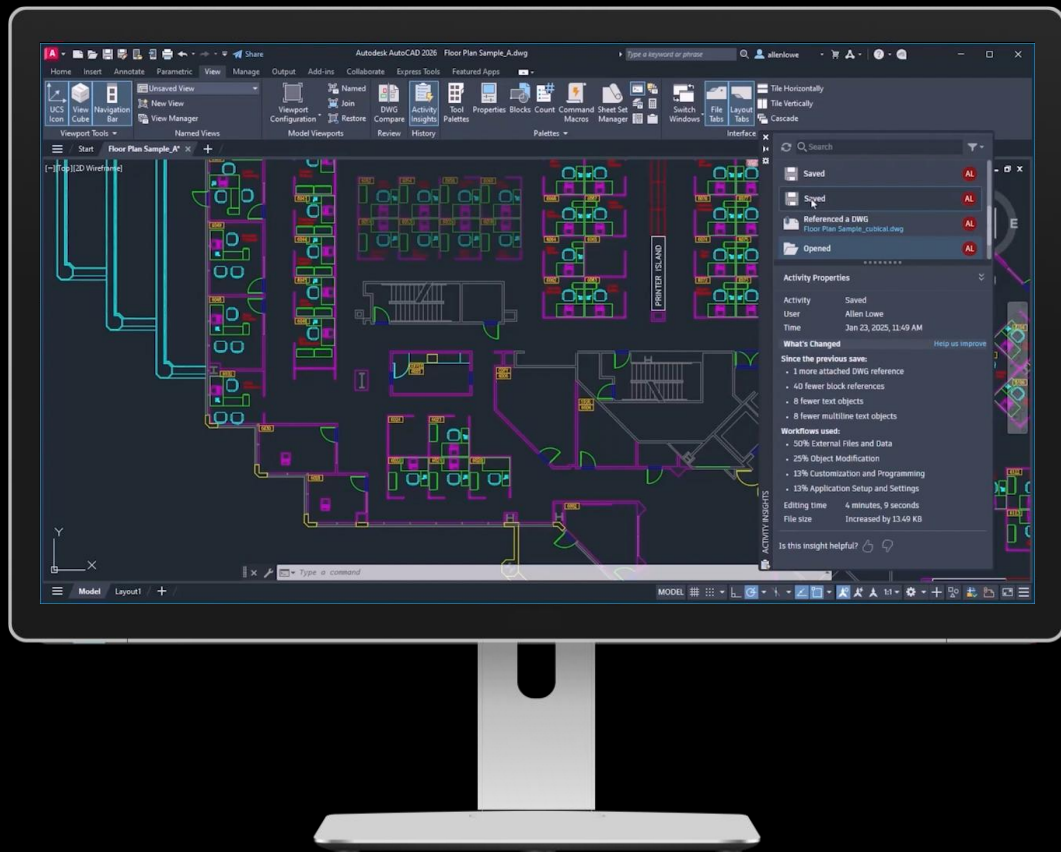 A Share Autodesk AutoCAD 2026 Floor Plan Sample_A.dwg Type a keyword or phrase allenlowe
Home Insert Annotate Parametric View Manage Output Add-ins Collaborate Express Tools Featured Apps
UCS Icon
View Cube
Navigation Bar
Viewport Tools
Unsaved View
New View
View Manager
Named Views
Viewport Configuration
Named
Join
Restore
Model Viewports
DWG Compare
Review
Activity Insights
History
Tool Palettes
Properties
Blocks
Count
Command Macros
Sheet Set Manager
Palettes
Switch Windows
File Tabs
Layout Tabs
Tile Horizontally
Tile Vertically
Cascade
Interface
Start Floor Plan Sample_A* +
[−][Top][2D Wireframe]
PRINTER ISLAND
E
Search
Saved AL
Saved AL
Referenced a DWG AL
Floor Plan Sample_cubical.dwg
Opened AL
Activity Properties
Activity Saved
User Allen Lowe
Time Jan 23, 2025, 11:49 AM
What's Changed Help us improve
Since the previous save:
• 1 more attached DWG reference
• 40 fewer block references
• 8 fewer text objects
• 8 fewer multiline text objects
Workflows used:
• 50% External Files and Data
• 25% Object Modification
• 13% Customization and Programming
• 13% Application Setup and Settings
Editing time 4 minutes, 9 seconds
File size Increased by 13.49 KB
Is this insight helpful?
ACTIVITY INSIGHTS
Y
X
Type a command
Model Layout1 +
MODEL 1:1